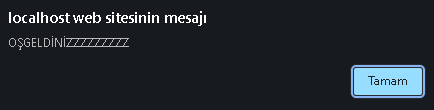 localhost web sitesinin mesajı
OŞGELDİNİZZZZZZZZZ
Tamam